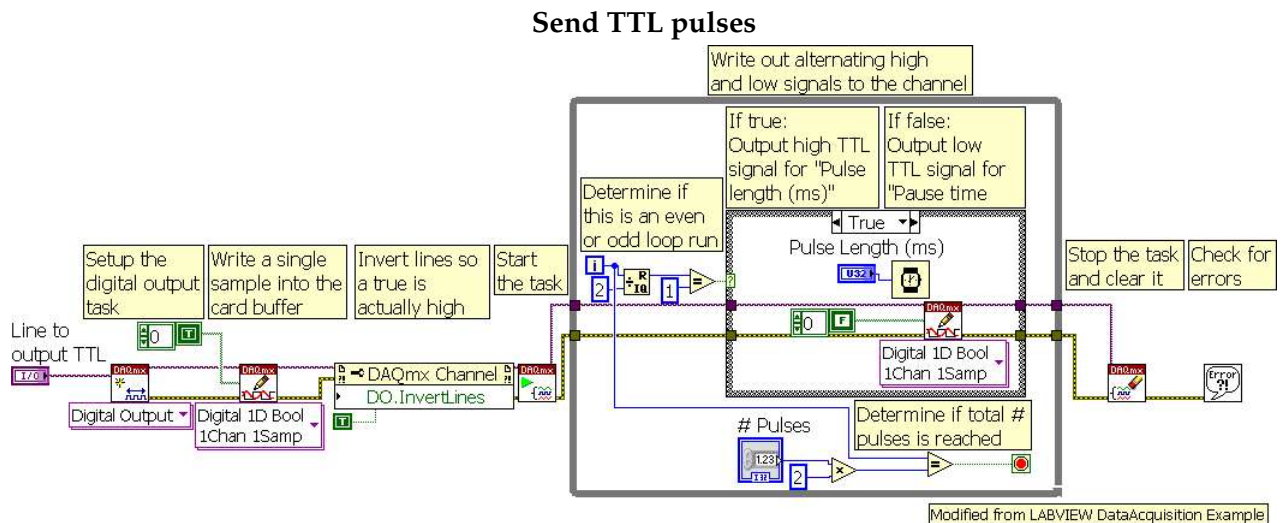 Send TTL pulses
Write out alternating high
and low signals to the channel
If true:
Output high TTL
signal for "Pulse
length (ms)"
If false:
Output low
TTL signal for
"Pause time
Determine if
this is an even
or odd loop run
True
Pulse Length (ms)
Setup the
digital output
task
Write a single
sample into the
card buffer
Invert lines so
a true is
actually high
Start
the task
Stop the task
and clear it
Check for
errors
i
2
R
IQ
1
=
?
U32
Line to
output TTL
I/O
0
T
0
F
DAQmx
DAQmx
DAQmx Channel
DO.InvertLines
DAQmx
DAQmx
DAQmx
Error
?!
Digital Output
Digital 1D Bool
1Chan 1Samp
T
Digital 1D Bool
1Chan 1Samp
# Pulses
1.23
I32
2
x
=
Determine if total #
pulses is reached
Modified from LABVIEW DataAcquisition Example